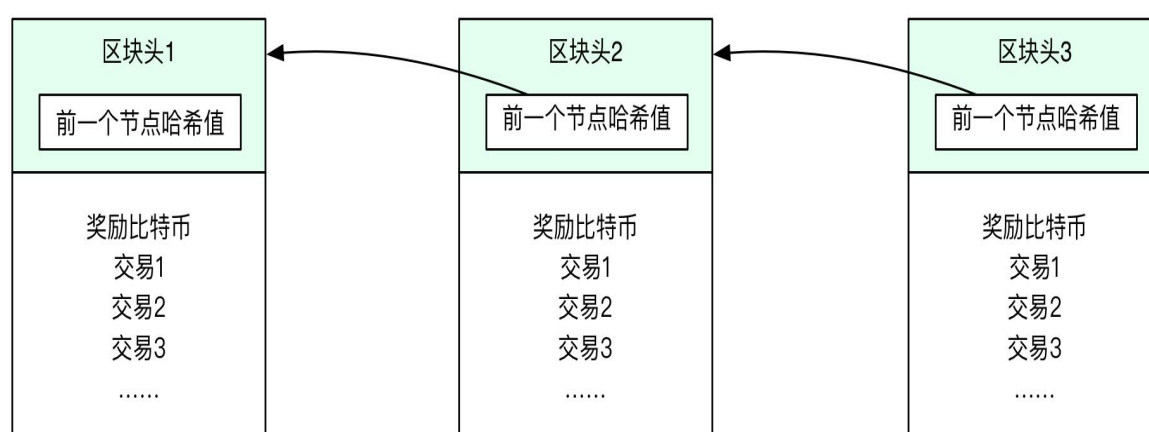 区块头1
前一个节点哈希值
奖励比特币
交易1
交易2
交易3
……
区块头2
前一个节点哈希值
奖励比特币
交易1
交易2
交易3
……
区块头3
前一个节点哈希值
奖励比特币
交易1
交易2
交易3
……